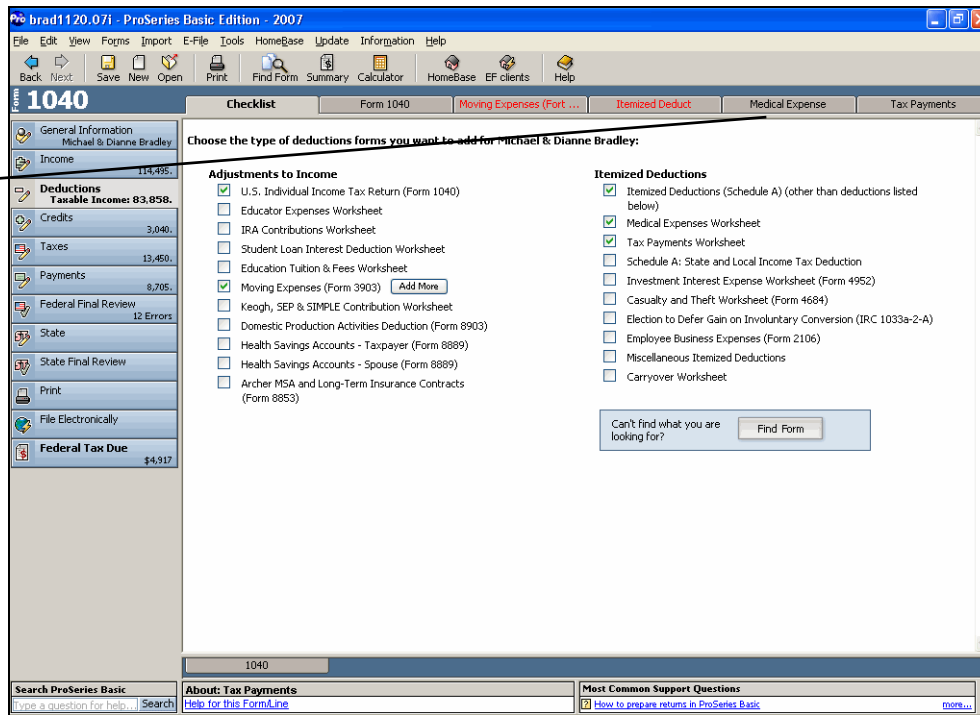 brad1120.07i - ProSeries Basic Edition - 2007
File Edit View Forms Import E-File Tools HomeBase Update Information Help
Back Next Save New Open Print Find Form Summary Calculator HomeBase EF clients Help
Form 1040
Checklist Form 1040 Moving Expenses (Fort ... Itemized Deduct Medical Expense Tax Payments
General Information
Michael & Dianne Bradley
Income
114,495.
Deductions
Taxable Income: 83,858.
Credits
3,040.
Taxes
13,450.
Payments
8,705.
Federal Final Review
12 Errors
State
State Final Review
Print
File Electronically
Federal Tax Due
$4,917
Choose the type of deductions forms you want to add for Michael & Dianne Bradley:
Adjustments to Income
U.S. Individual Income Tax Return (Form 1040)
Educator Expenses Worksheet
IRA Contributions Worksheet
Student Loan Interest Deduction Worksheet
Education Tuition & Fees Worksheet
Moving Expenses (Form 3903) Add More
Keogh, SEP & SIMPLE Contribution Worksheet
Domestic Production Activities Deduction (Form 8903)
Health Savings Accounts - Taxpayer (Form 8889)
Health Savings Accounts - Spouse (Form 8889)
Archer MSA and Long-Term Insurance Contracts
(Form 8853)
Itemized Deductions
Itemized Deductions (Schedule A) (other than deductions listed
below)
Medical Expenses Worksheet
Tax Payments Worksheet
Schedule A: State and Local Income Tax Deduction
Investment Interest Expense Worksheet (Form 4952)
Casualty and Theft Worksheet (Form 4684)
Election to Defer Gain on Involuntary Conversion (IRC 1033a-2-A)
Employee Business Expenses (Form 2106)
Miscellaneous Itemized Deductions
Carryover Worksheet
Can't find what you are
looking for?
Find Form
1040
Search ProSeries Basic
Type a question for help... Search
About: Tax Payments
Help for this Form/Line
Most Common Support Questions
How to prepare returns in ProSeries Basic more...